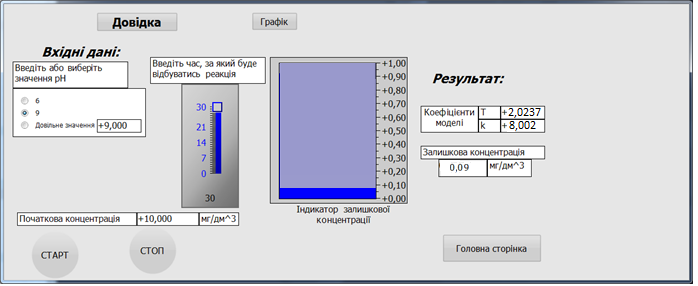 Довідка
Графік
Вхідні дані:
Введіть або виберіть
значення pH
6
9
Довільне значення +9,000
Введіть час, за який буде
відбуватись реакція
30
21
14
7
0
30
+1,00
+0,90
+0,80
+0,70
+0,60
+0,50
+0,40
+0,30
+0,20
+0,10
+0,00
Індикатор залишкової
концентрації
Результат:
Коефіцієнти
моделі
T +2,0237
k +8,002
Залишкова концентрація
0,09 мг/дм^3
Початкова концентрація +10,000 мг/дм^3
СТАРТ
СТОП
Головна сторінка